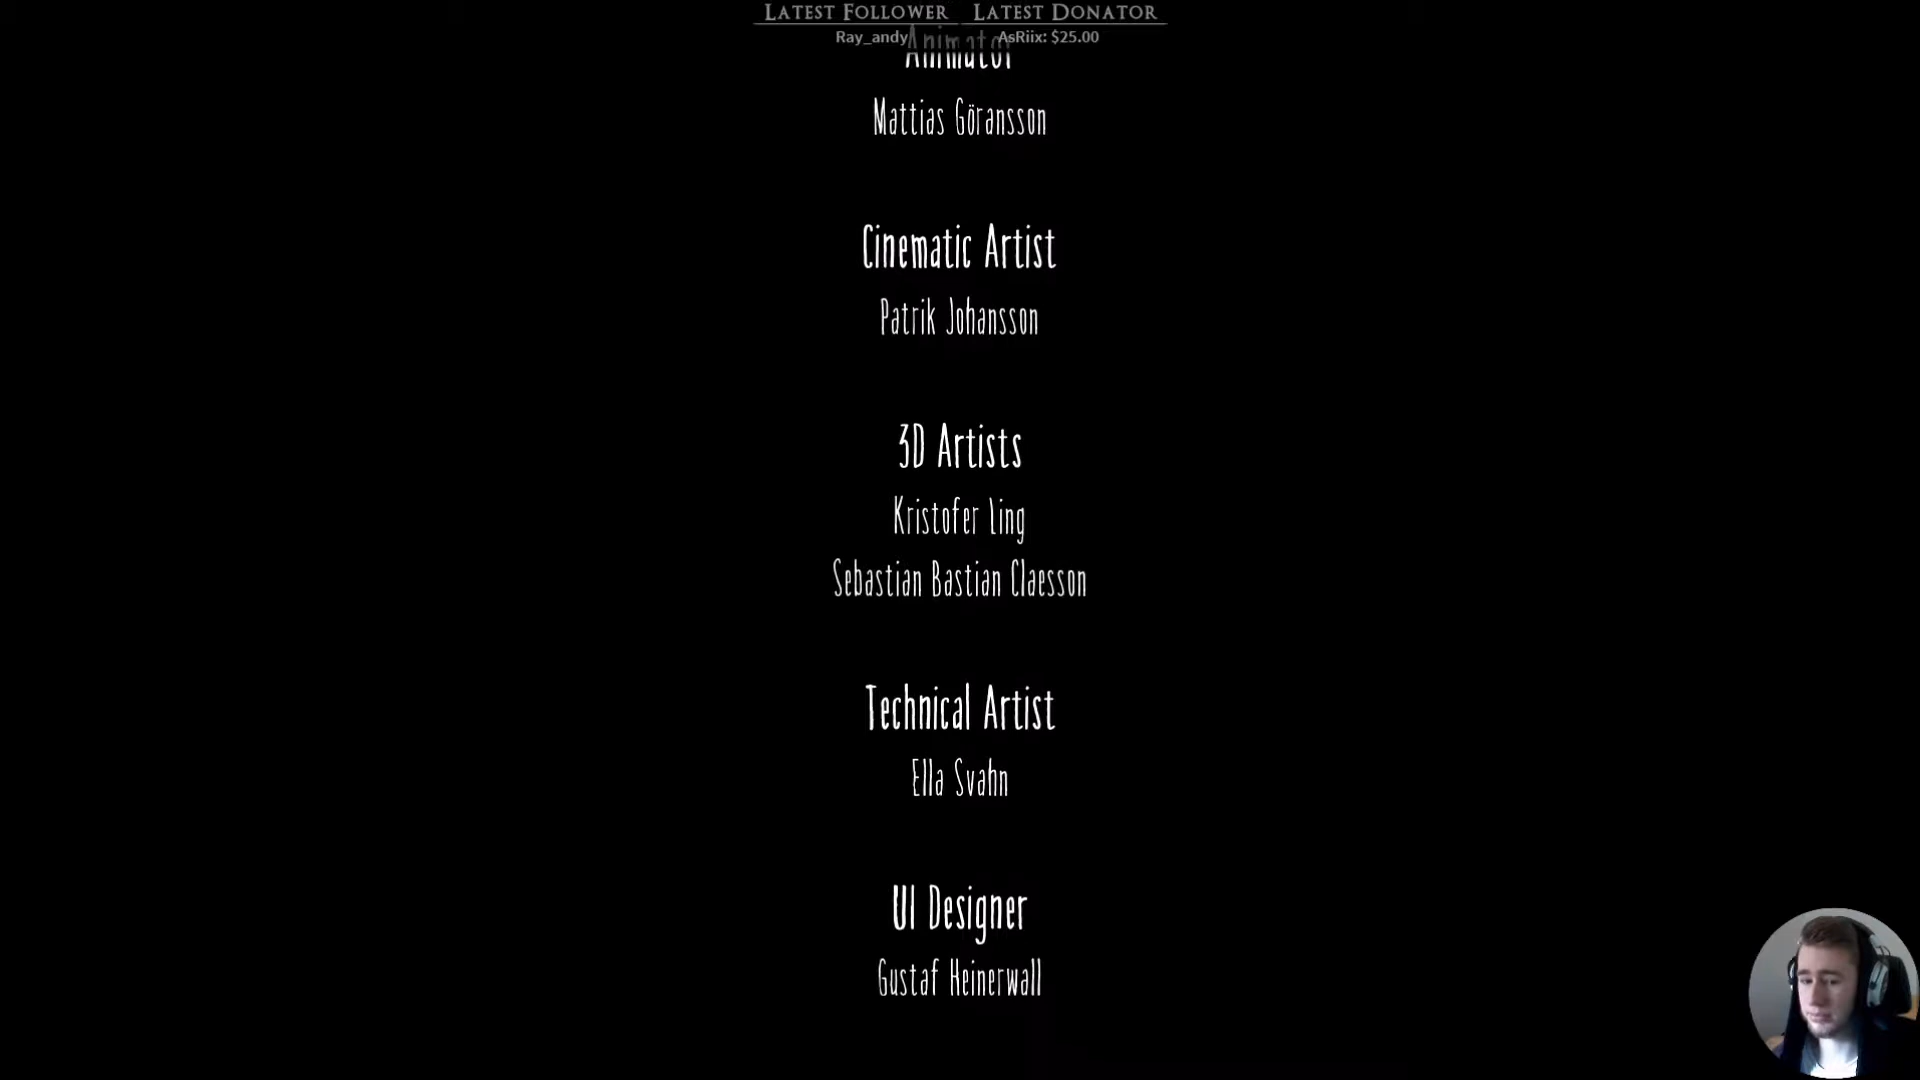 LATEST FOLLOWER LATEST DONATOR
Ray_andy AsRiix: $25.00
Animator
Mattias Göransson
Cinematic Artist
Patrik Johansson
3D Artists
Kristofer Ling
Sebastian Bastian Claesson
Technical Artist
Ella Svahn
UI Designer
Gustaf Heinerwall